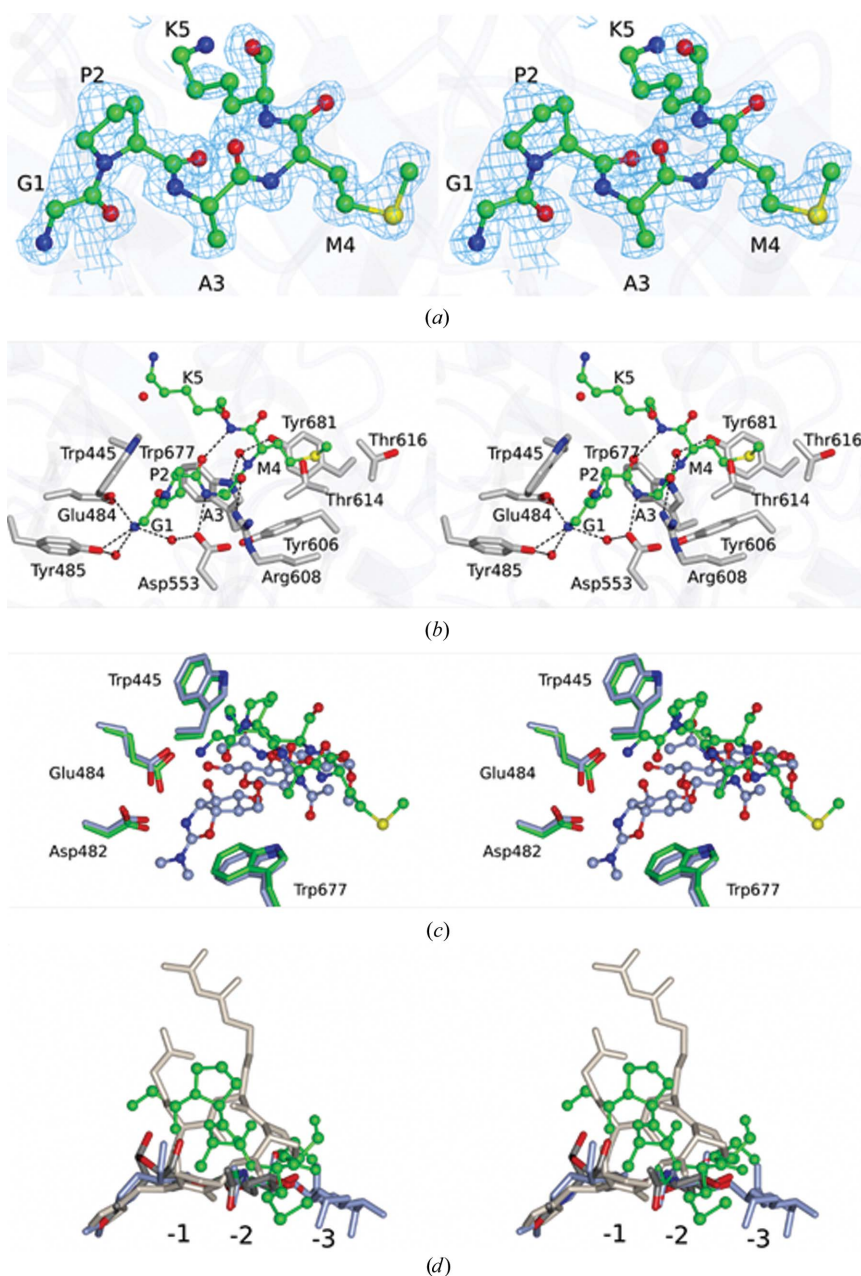 K5 K5
P2 P2
G1 G1
M4 M4
A3 A3
(a)
K5 K5
Tyr681 Tyr681
Trp445 Trp677 Thr616 Trp445 Trp677 Thr616
P2 M4 P2 M4
Glu484 Thr614 Glu484 Thr614
G1 A3 G1 A3
Tyr485 Tyr606 Tyr485 Tyr606
Asp553 Arg608 Asp553 Arg608
(b)
Trp445 Trp445
Glu484 Glu484
Asp482 Asp482
Trp677 Trp677
(c)
-1 -2 -3 -1 -2 -3
(d)